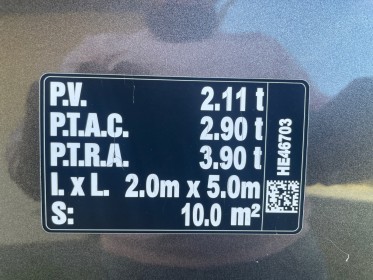 P.V. 2.11 t
P.T.A.C. 2.90 t
P.T.R.A. 3.90 t
l. x L. 2.0m x 5.0m
S: 10.0 m²
HE46703